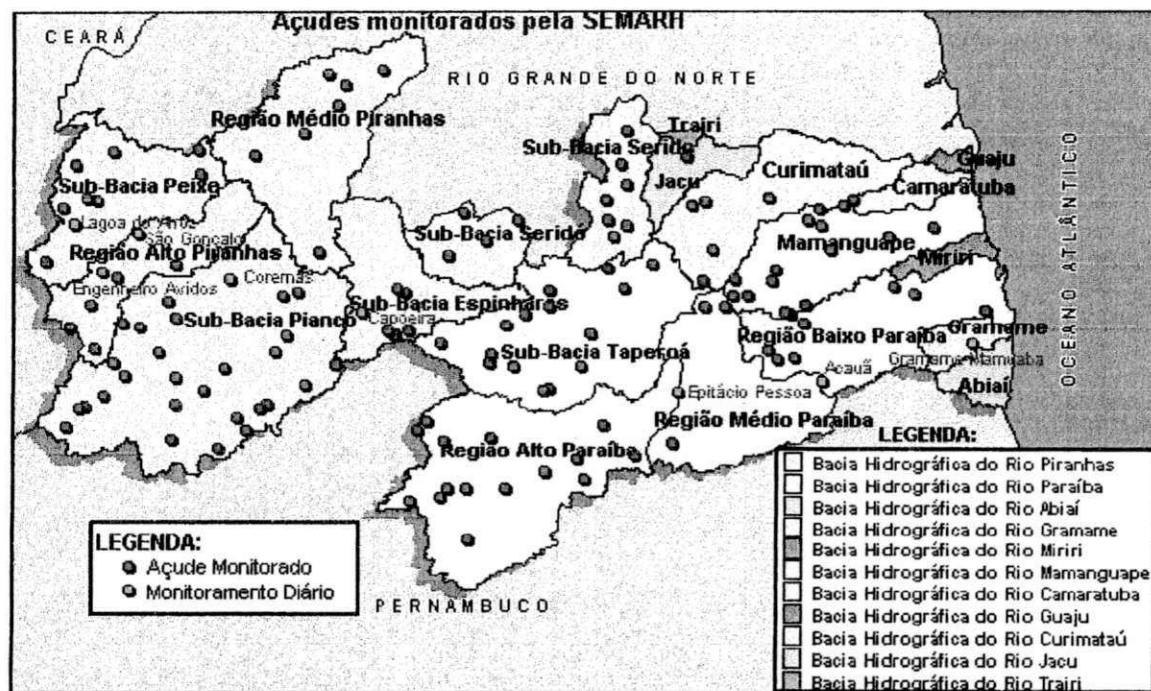 Açudes monitorados pela SEMARH
CEARÁ
RIO GRANDE DO NORTE
Região Médio Piranhas
Trairi
Sub-Bacia Seridó
Guaju
Curimataú
Sub-Bacia Peixe
Jacu
Camaratuba
OCEANO ATLÂNTICO
Lagoa do Arroz
São Gonçalo
Sub-Bacia Seridó
Mamanguape
Região Alto Piranhas
Miriri
Coremas
Engenheiro Avidos
Sub-Bacia Espinharas
Sub-Bacia Piancó
Capoeira
Gramame
Região Baixo Paraíba
Sub-Bacia Taperoá
Gramame-Mamuaba
Acauã
Abiaí
Epitácio Pessoa
Região Médio Paraíba
Região Alto Paraíba
LEGENDA:
Bacia Hidrográfica do Rio Piranhas
Bacia Hidrográfica do Rio Paraíba
Bacia Hidrográfica do Rio Abiaí
Bacia Hidrográfica do Rio Gramame
Bacia Hidrográfica do Rio Miriri
Bacia Hidrográfica do Rio Mamanguape
Bacia Hidrográfica do Rio Camaratuba
Bacia Hidrográfica do Rio Guaju
Bacia Hidrográfica do Rio Curimataú
Bacia Hidrográfica do Rio Jacu
Bacia Hidrográfica do Rio Trairi
LEGENDA:
Açude Monitorado
Monitoramento Diário
PERNAMBUCO